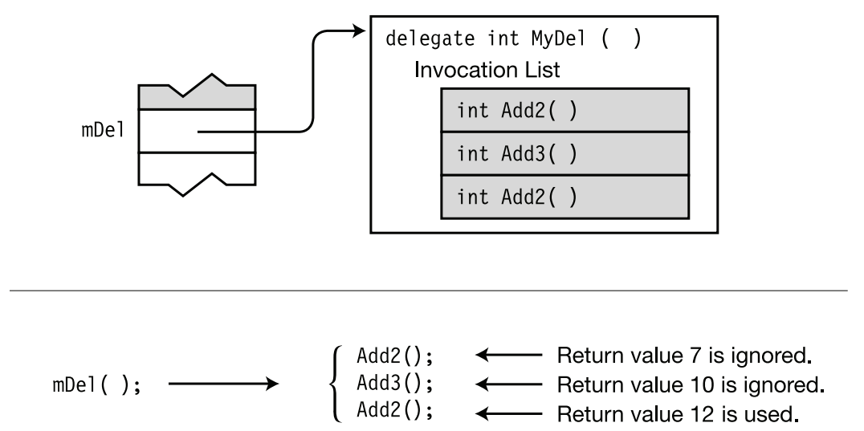 delegate int MyDel ( )
Invocation List
int Add2( )
mDel
int Add3( )
int Add2( )
mDel( );
Add2();
Return value 7 is ignored.
Add3();
Return value 10 is ignored.
Add2();
Return value 12 is used.